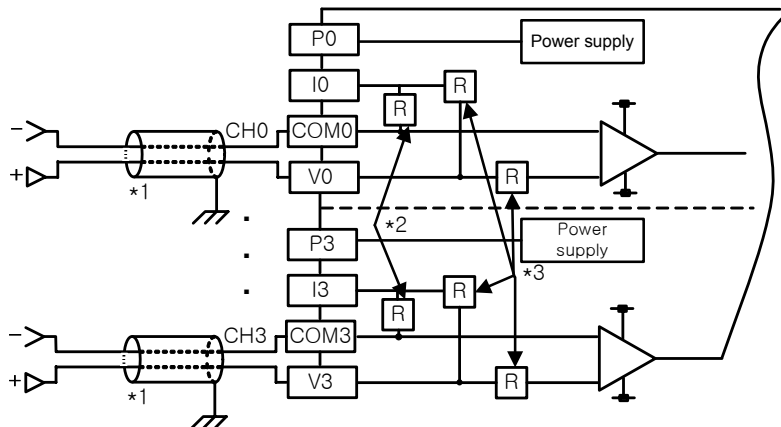 P0
Power supply
I0
R
R
−
CH0
COM0
+
*1
V0
R
*2
P3
Power
supply
*3
I3
R
R
−
CH3
COM3
+
*1
V3
R